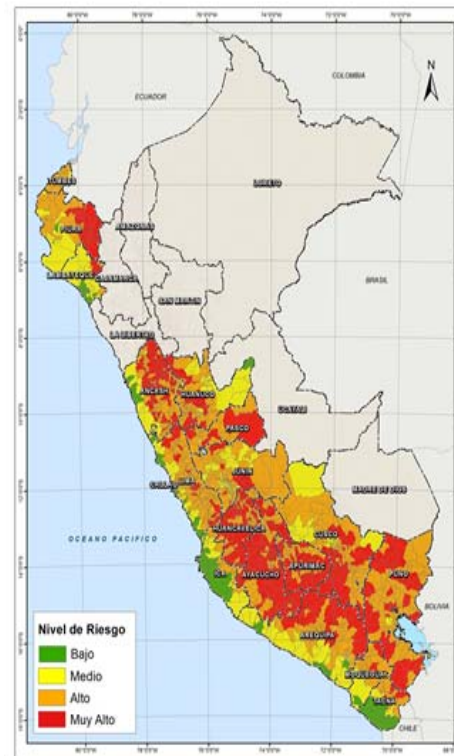 N
COLOMBIA
ECUADOR
TUMBES
LORETO
PIURA
AMAZONAS
LAMBAYEQUE
CAJAMARCA
SAN MARTIN
BRASIL
LA LIBERTAD
ANCASH
HUANUCO
UCAYALI
PASCO
JUNIN
LIMA
CALLAO
MADRE DE DIOS
HUANCAVELICA
CUSCO
OCEANO PACIFICO
ICA
AYACUCHO
APURIMAC
PUNO
BOLIVIA
AREQUIPA
MOQUEGUA
TACNA
CHILE
Nivel de Riesgo
Bajo
Medio
Alto
Muy Alto